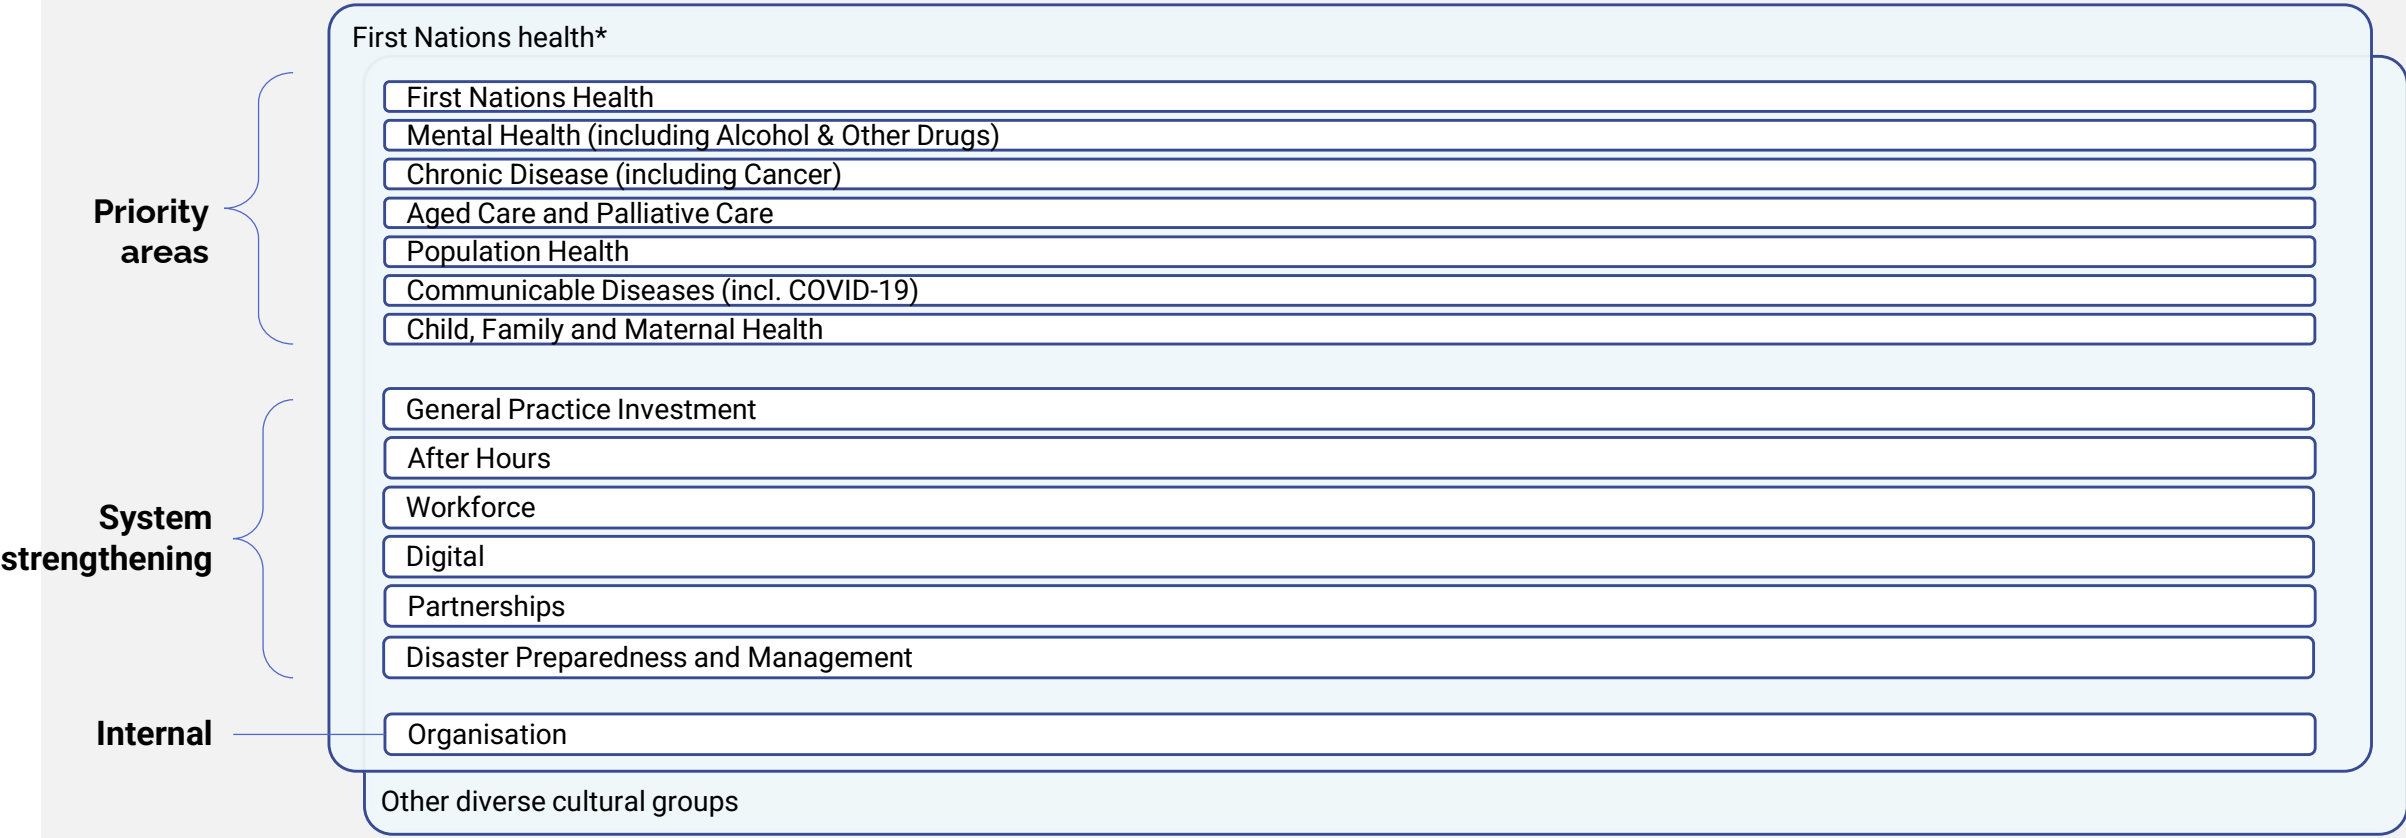 First Nations health*
Priority
areas
First Nations Health
Mental Health (including Alcohol & Other Drugs)
Chronic Disease (including Cancer)
Aged Care and Palliative Care
Population Health
Communicable Diseases (incl. COVID-19)
Child, Family and Maternal Health
System
strengthening
General Practice Investment
After Hours
Workforce
Digital
Partnerships
Disaster Preparedness and Management
Internal
Organisation
Other diverse cultural groups